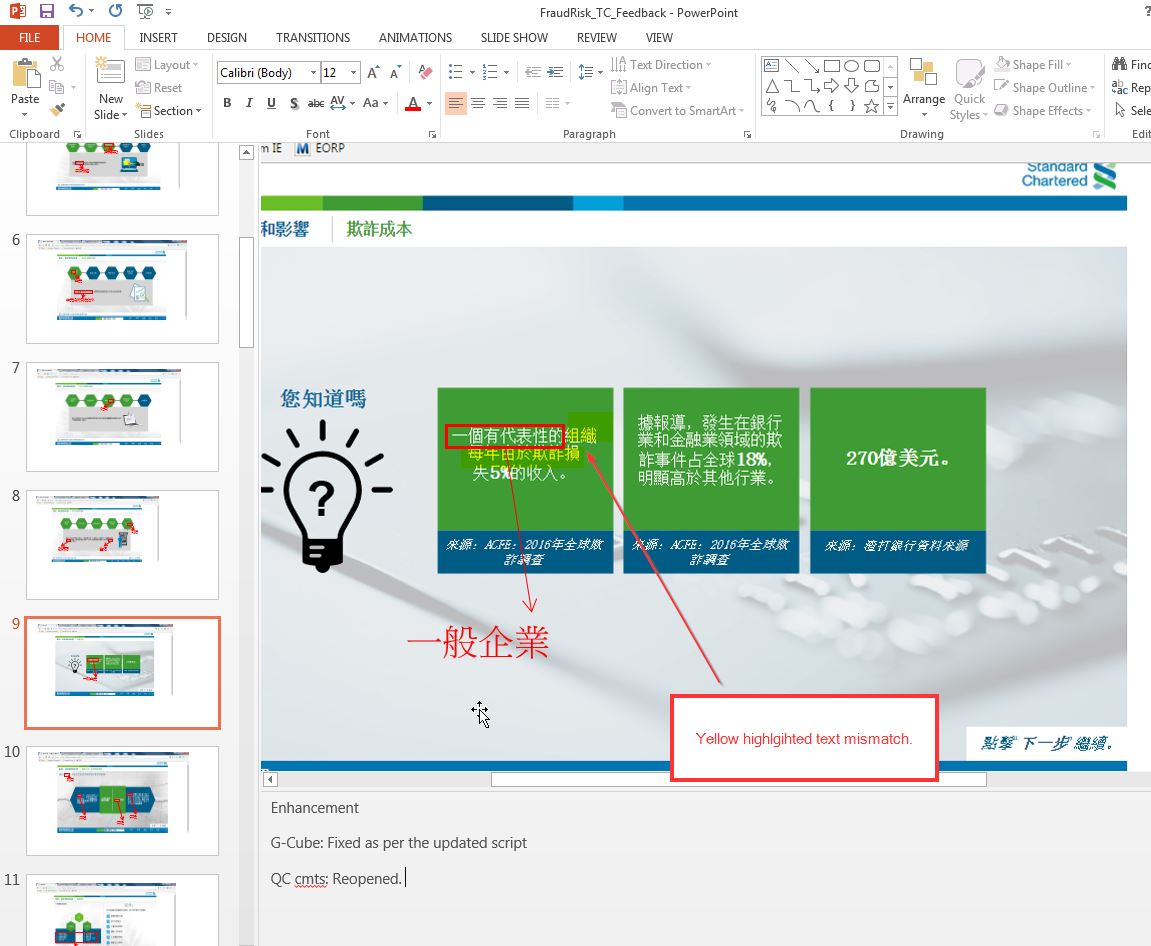 FraudRisk_TC_Feedback - PowerPoint
?
FILE HOME INSERT DESIGN TRANSITIONS ANIMATIONS SLIDE SHOW REVIEW VIEW
Paste
New
Slide
Layout
Reset
Section
Calibri (Body) 12
B I U S abc AV Aa A
Text Direction
Align Text
Convert to SmartArt
Arrange
Quick
Styles
Shape Fill
Shape Outline
Shape Effects
Find
Rep
Sele
Clipboard Slides Font Paragraph Drawing Edit
m IE EORP
Standard
Chartered
和影響 欺詐成本
您知道嗎
?
一個有代表性的組織
每年由於欺詐損
失5%的收入。
來源：ACFE：2016年全球欺
詐調查
據報導，發生在銀行
業和金融業領域的欺
詐事件占全球18%，
明顯高於其他行業。
來源：ACFE：2016年全球欺
詐調查
270億美元。
來源：渣打銀行資料來源
一般企業
Yellow highlgihted text mismatch.
點擊“下一步”繼續。
6
7
8
9
10
11
Enhancement
G-Cube: Fixed as per the updated script
QC cmts: Reopened.